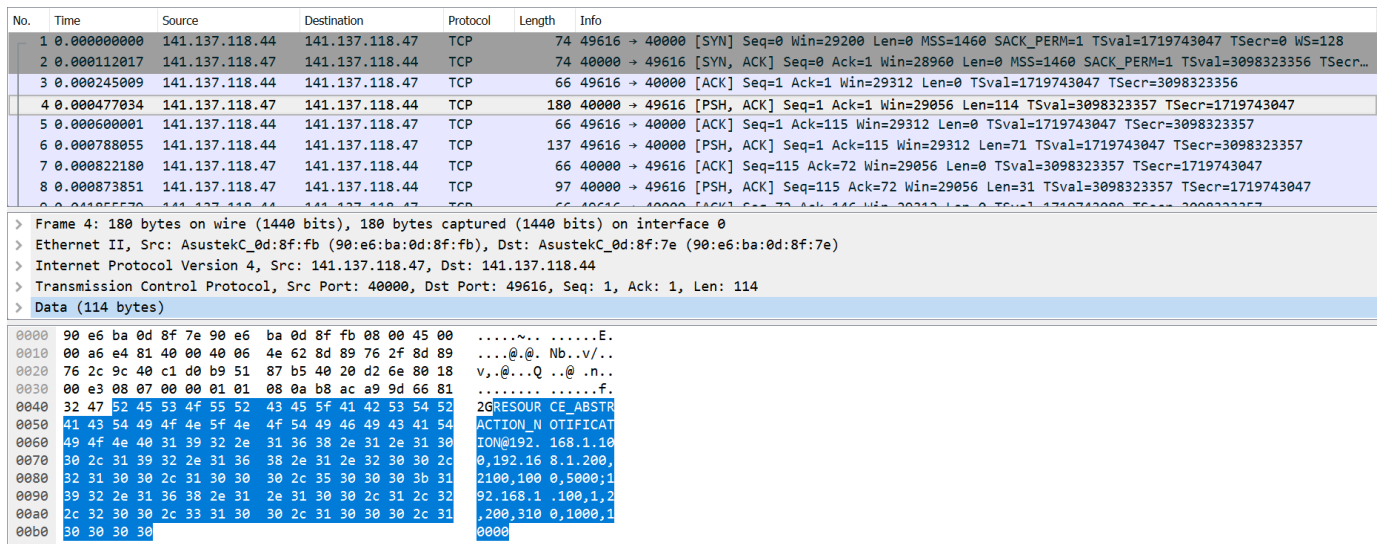 No. Time Source Destination Protocol Length Info
1 0.000000000 141.137.118.44 141.137.118.47 TCP 74 49616 → 40000 [SYN] Seq=0 Win=29200 Len=0 MSS=1460 SACK_PERM=1 TSval=1719743047 TSecr=0 WS=128
2 0.000112017 141.137.118.47 141.137.118.44 TCP 74 40000 → 49616 [SYN, ACK] Seq=0 Ack=1 Win=28960 Len=0 MSS=1460 SACK_PERM=1 TSval=3098323356 TSecr…
3 0.000245009 141.137.118.44 141.137.118.47 TCP 66 49616 → 40000 [ACK] Seq=1 Ack=1 Win=29312 Len=0 TSval=1719743047 TSecr=3098323356
4 0.000477034 141.137.118.47 141.137.118.44 TCP 180 40000 → 49616 [PSH, ACK] Seq=1 Ack=1 Win=29056 Len=114 TSval=3098323357 TSecr=1719743047
5 0.000600001 141.137.118.44 141.137.118.47 TCP 66 49616 → 40000 [ACK] Seq=1 Ack=115 Win=29312 Len=0 TSval=1719743047 TSecr=3098323357
6 0.000788055 141.137.118.44 141.137.118.47 TCP 137 49616 → 40000 [PSH, ACK] Seq=1 Ack=115 Win=29312 Len=71 TSval=1719743047 TSecr=3098323357
7 0.000822180 141.137.118.47 141.137.118.44 TCP 66 40000 → 49616 [ACK] Seq=115 Ack=72 Win=29056 Len=0 TSval=3098323357 TSecr=1719743047
8 0.000873851 141.137.118.47 141.137.118.44 TCP 97 40000 → 49616 [PSH, ACK] Seq=115 Ack=72 Win=29056 Len=31 TSval=3098323357 TSecr=1719743047
> Frame 4: 180 bytes on wire (1440 bits), 180 bytes captured (1440 bits) on interface 0
> Ethernet II, Src: AsustekC_0d:8f:fb (90:e6:ba:0d:8f:fb), Dst: AsustekC_0d:8f:7e (90:e6:ba:0d:8f:7e)
> Internet Protocol Version 4, Src: 141.137.118.47, Dst: 141.137.118.44
> Transmission Control Protocol, Src Port: 40000, Dst Port: 49616, Seq: 1, Ack: 1, Len: 114
> Data (114 bytes)
0000 90 e6 ba 0d 8f 7e 90 e6 ba 0d 8f fb 08 00 45 00 .....~.. ......E.
0010 00 a6 e4 81 40 00 40 06 4e 62 8d 89 76 2f 8d 89 ....@.@. Nb..v/..
0020 76 2c 9c 40 c1 d0 b9 51 87 b5 40 20 d2 6e 80 18 v,.@...Q ..@ .n..
0030 00 e3 08 07 00 00 01 01 08 0a b8 ac a9 9d 66 81 ........ ......f.
0040 32 47 52 45 53 4f 55 52 43 45 5f 41 42 53 54 52 2GRESOUR CE_ABSTR
0050 41 43 54 49 4f 4e 5f 4e 4f 54 49 46 49 43 41 54 ACTION_N OTIFICAT
0060 49 4f 4e 40 31 39 32 2e 31 36 38 2e 31 2e 31 30 ION@192. 168.1.10
0070 30 2c 31 39 32 2e 31 36 38 2e 31 2e 32 30 30 2c 0,192.16 8.1.200,
0080 32 31 30 30 2c 31 30 30 30 2c 35 30 30 30 3b 31 2100,100 0,5000;1
0090 39 32 2e 31 36 38 2e 31 2e 31 30 30 2c 31 2c 32 92.168.1 .100,1,2
00a0 2c 32 30 30 2c 33 31 30 30 2c 31 30 30 30 2c 31 ,200,310 0,1000,1
00b0 30 30 30 30 0000